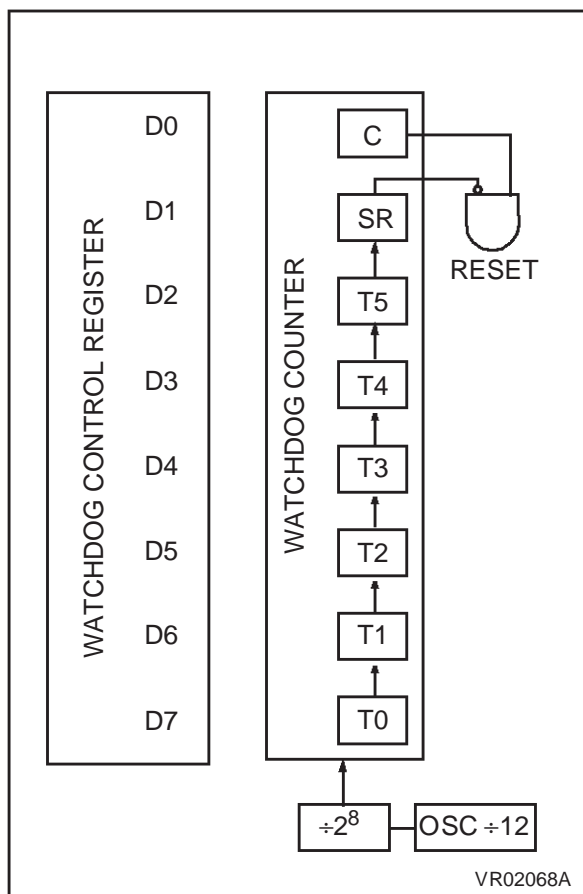 WATCHDOG CONTROL REGISTER
D0
D1
D2
D3
D4
D5
D6
D7
WATCHDOG COUNTER
C
SR
T5
T4
T3
T2
T1
T0
RESET
÷2⁸
OSC ÷12
VR02068A